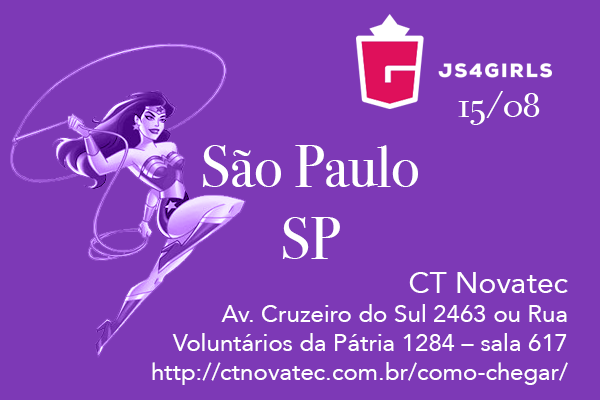 G
JS4GIRLS
15/08
São Paulo
SP
CT Novatec
Av. Cruzeiro do Sul 2463 ou Rua
Voluntários da Pátria 1284 – sala 617
http://ctnovatec.com.br/como-chegar/